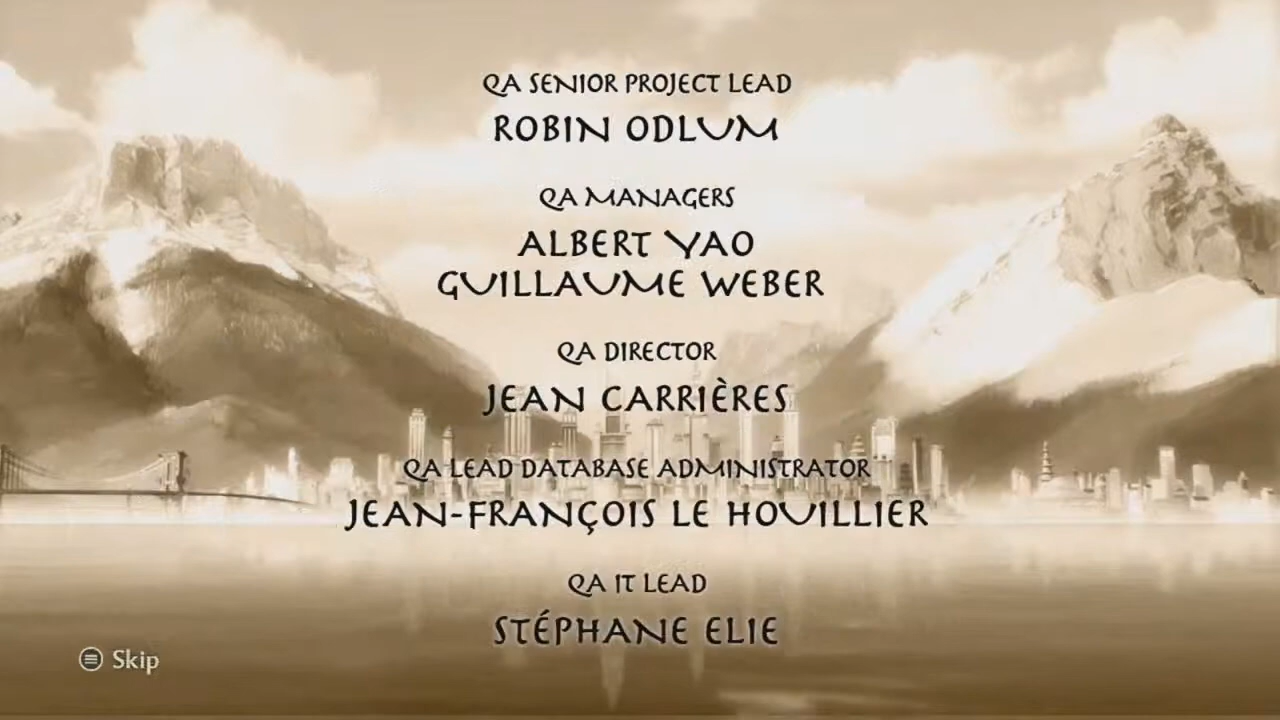 QA SENIOR PROJECT LEAD
ROBIN ODLUM
QA MANAGERS
ALBERT YAO
GUILLAUME WEBER
QA DIRECTOR
JEAN CARRIÈRES
QA LEAD DATABASE ADMINISTRATOR
JEAN-FRANÇOIS LE HOUILLIER
QA IT LEAD
STÉPHANE ELIE
Skip